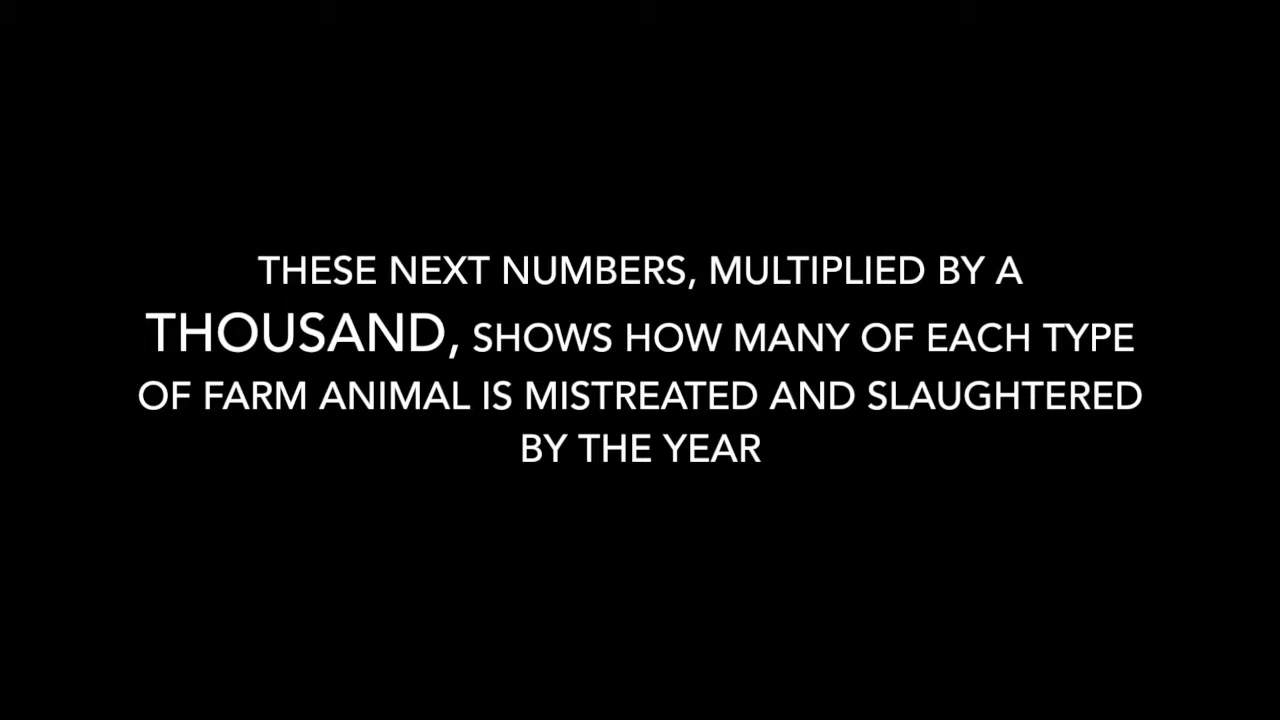 THESE NEXT NUMBERS, MULTIPLIED BY A
THOUSAND, SHOWS HOW MANY OF EACH TYPE
OF FARM ANIMAL IS MISTREATED AND SLAUGHTERED
BY THE YEAR